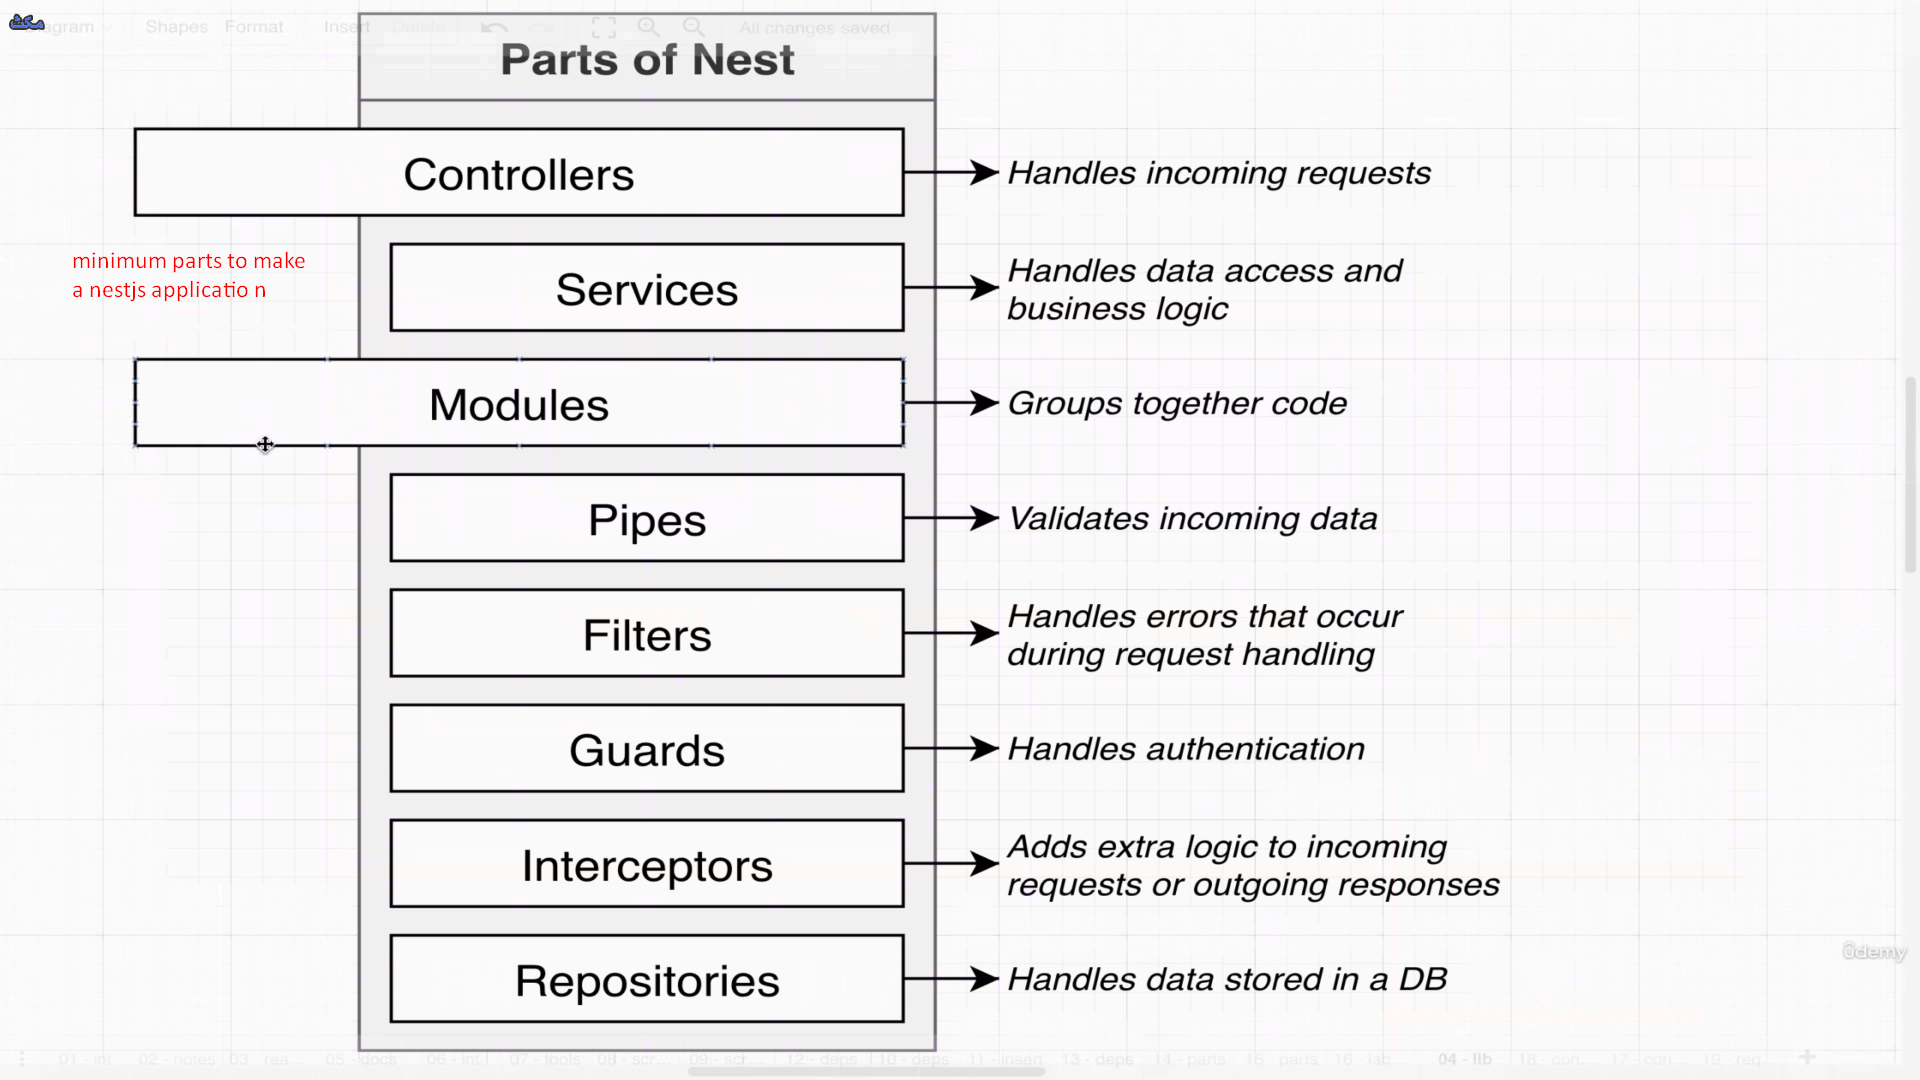 Shapes Format Insert Delete All changes saved
Parts of Nest
Controllers
Handles incoming requests
minimum parts to make
a nestjs applicatio n
Services
Handles data access and
business logic
Modules
Groups together code
Pipes
Validates incoming data
Filters
Handles errors that occur
during request handling
Guards
Handles authentication
Interceptors
Adds extra logic to incoming
requests or outgoing responses
Repositories
Handles data stored in a DB
ûdemy
01 - int 02 - notes 03 rea... 05 - docs 06 - int 07 - tools 08 - scr... 09 - scr... 12 - deps 10 - deps 11 - insert 13 - deps 14 - parts 15 - parts 16 - lab 04 - lib 18 - con... 17 - con... 19 - req...